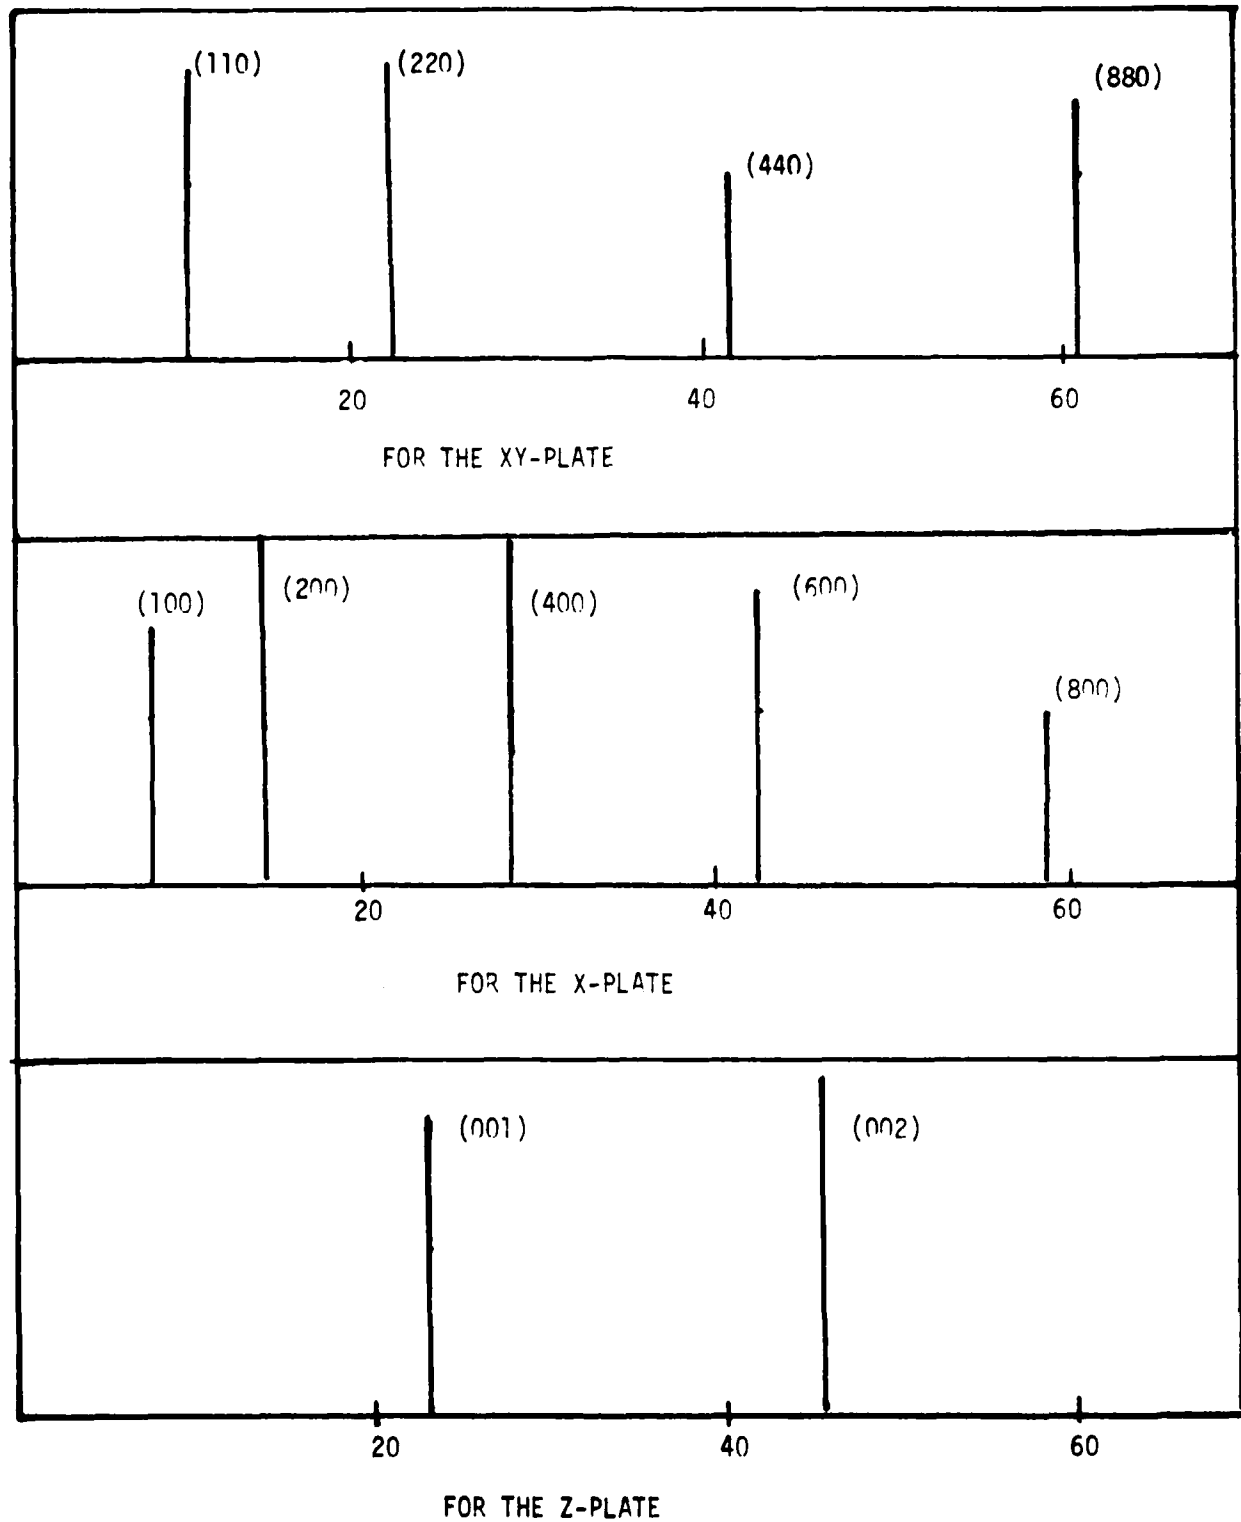 (110) (220) (880)
(440)
20 40 60
FOR THE XY-PLATE
(100) (200) (400) (600)
(800)
20 40 60
FOR THE X-PLATE
(001) (002)
20 40 60
FOR THE Z-PLATE